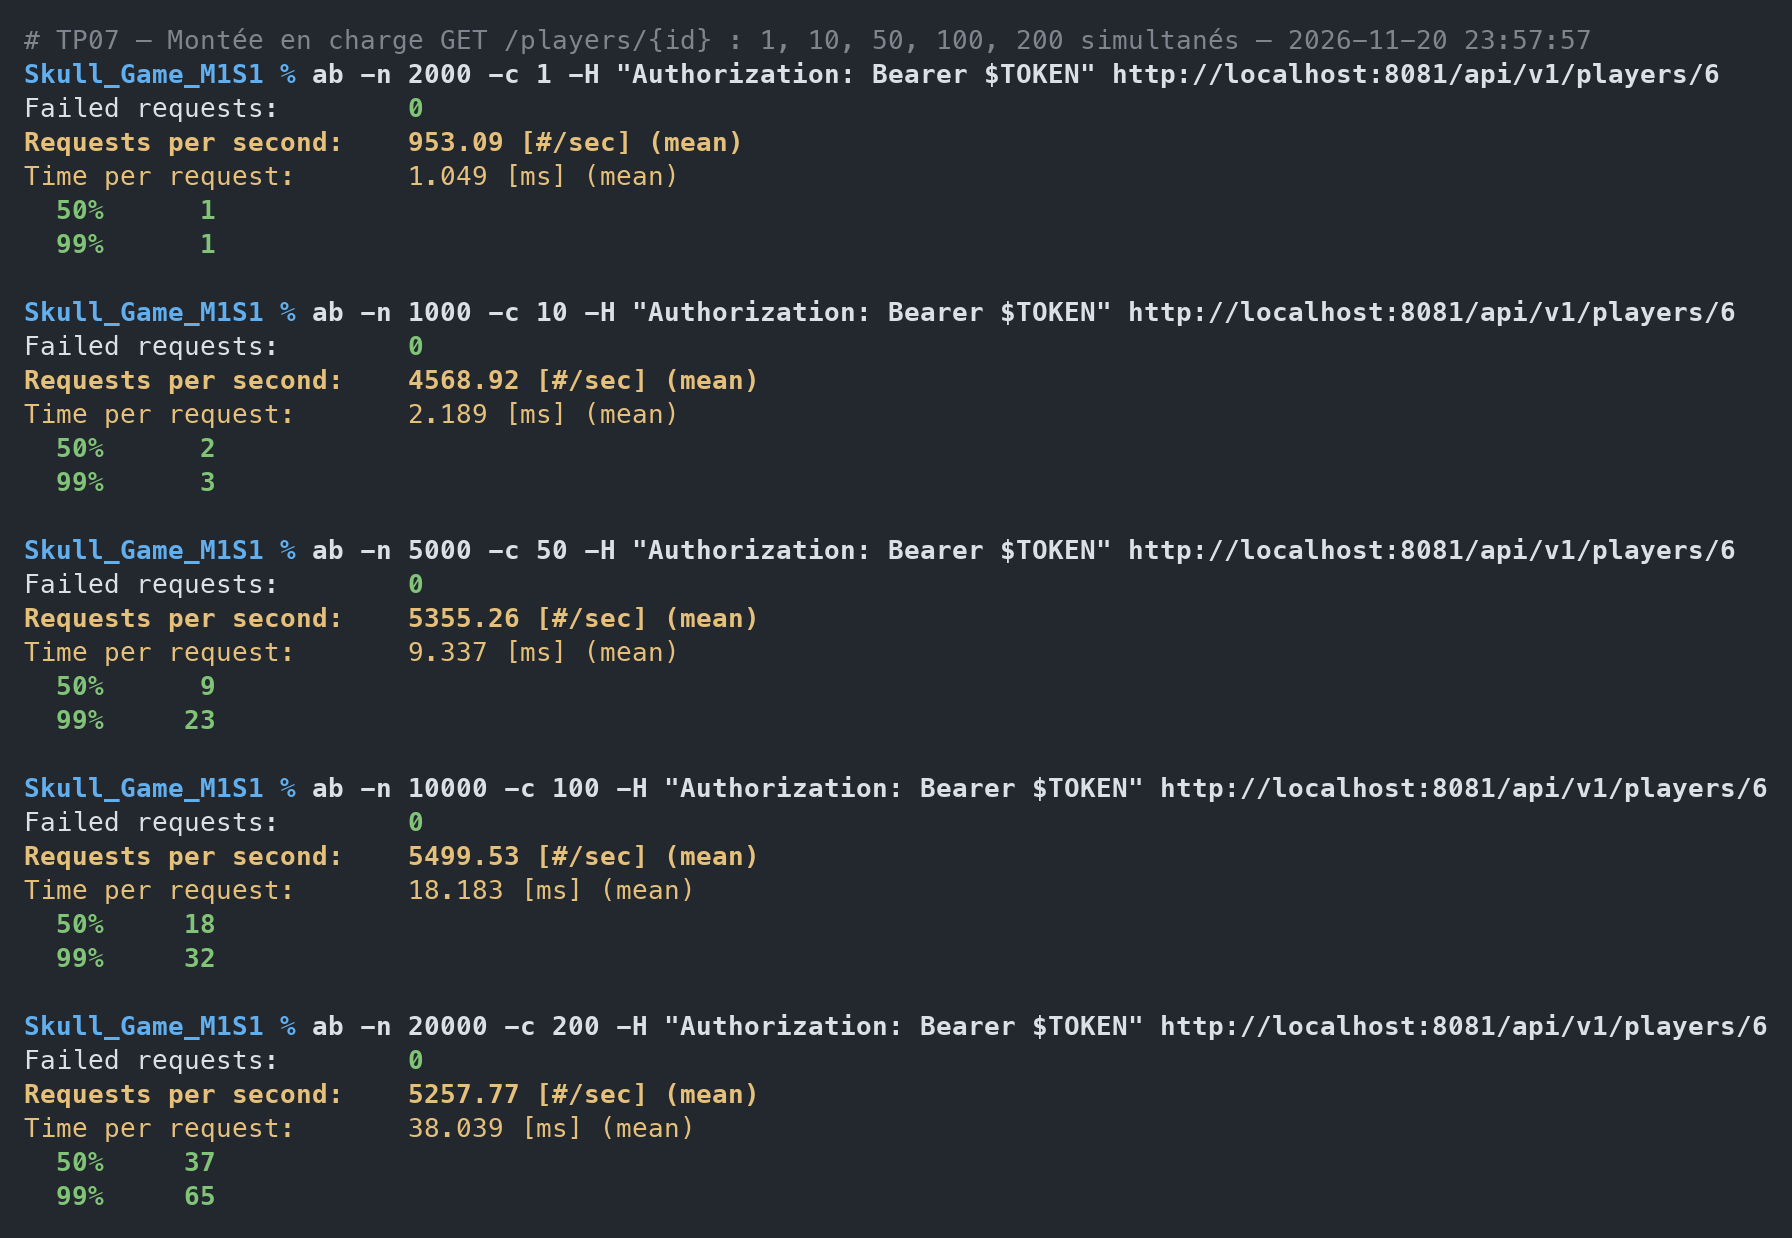 # TP07 — Montée en charge GET /players/{id} : 1, 10, 50, 100, 200 simultanés — 2026-11-20 23:57:57
Skull_Game_M1S1 % ab -n 2000 -c 1 -H "Authorization: Bearer $TOKEN" http://localhost:8081/api/v1/players/6
Failed requests:        0
Requests per second:    953.09 [#/sec] (mean)
Time per request:       1.049 [ms] (mean)
  50%      1
  99%      1

Skull_Game_M1S1 % ab -n 1000 -c 10 -H "Authorization: Bearer $TOKEN" http://localhost:8081/api/v1/players/6
Failed requests:        0
Requests per second:    4568.92 [#/sec] (mean)
Time per request:       2.189 [ms] (mean)
  50%      2
  99%      3

Skull_Game_M1S1 % ab -n 5000 -c 50 -H "Authorization: Bearer $TOKEN" http://localhost:8081/api/v1/players/6
Failed requests:        0
Requests per second:    5355.26 [#/sec] (mean)
Time per request:       9.337 [ms] (mean)
  50%      9
  99%     23

Skull_Game_M1S1 % ab -n 10000 -c 100 -H "Authorization: Bearer $TOKEN" http://localhost:8081/api/v1/players/6
Failed requests:        0
Requests per second:    5499.53 [#/sec] (mean)
Time per request:       18.183 [ms] (mean)
  50%     18
  99%     32

Skull_Game_M1S1 % ab -n 20000 -c 200 -H "Authorization: Bearer $TOKEN" http://localhost:8081/api/v1/players/6
Failed requests:        0
Requests per second:    5257.77 [#/sec] (mean)
Time per request:       38.039 [ms] (mean)
  50%     37
  99%     65